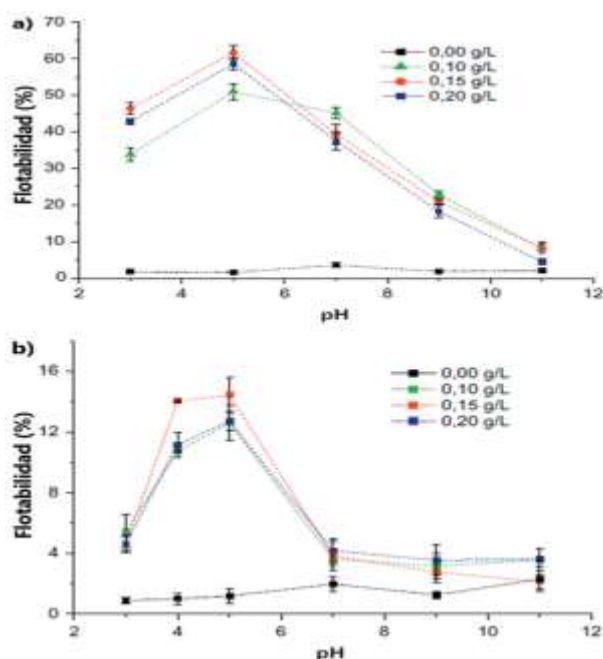 a)
70
60
50
40
30
20
10
0
Flotabilidad (%)
0,00 g/L
0,10 g/L
0,15 g/L
0,20 g/L
2 4 6 8 10 12
pH
b)
16
12
8
4
0
Flotabilidad (%)
0,00 g/L
0,10 g/L
0,15 g/L
0,20 g/L
2 4 6 8 10 12
pH